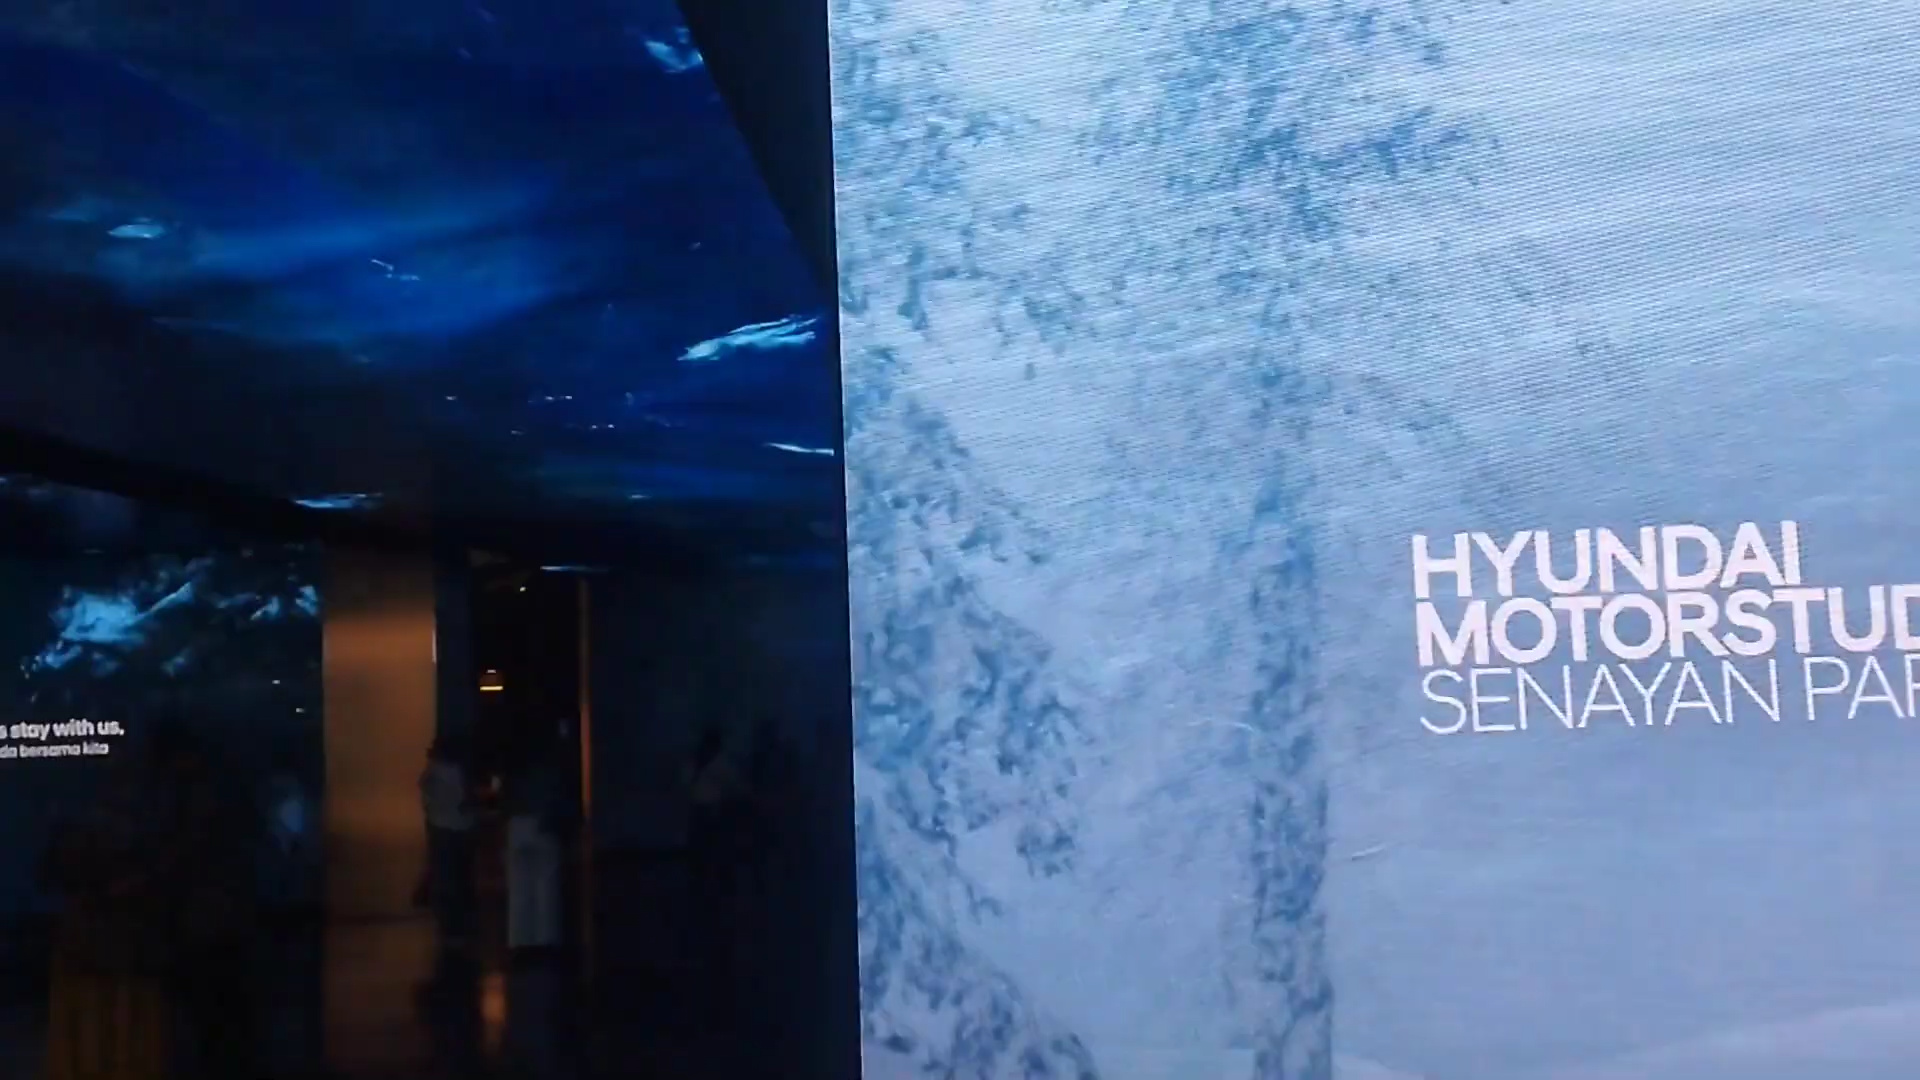 s stay with us,
da bersama kita
HYUNDAI
MOTORSTUD
SENAYAN PAR